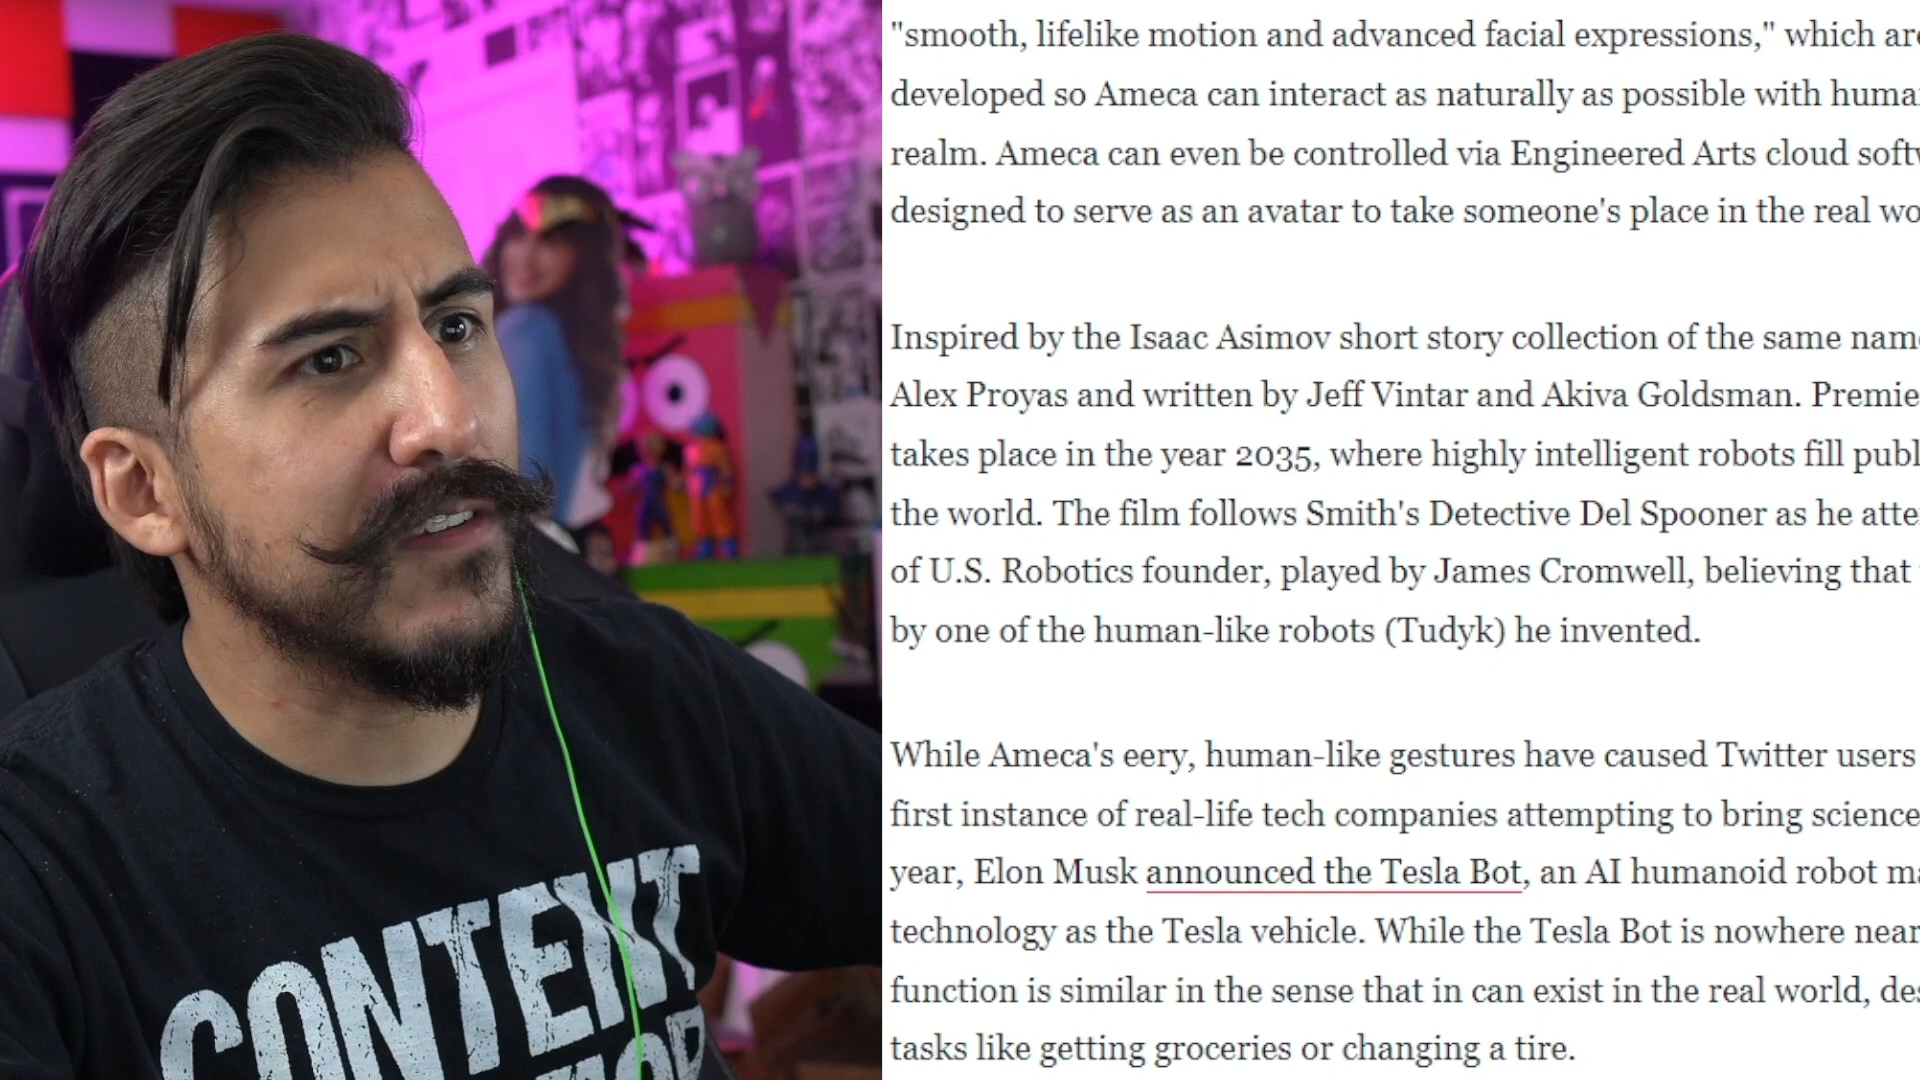 "smooth, lifelike motion and advanced facial expressions," which are
developed so Ameca can interact as naturally as possible with
realm. Ameca can even be controlled via Engineered Arts cloud
designed to serve as an avatar to take someone's place in the real
Inspired by the Isaac Asimov short story collection of the same
Alex Proyas and written by Jeff Vintar and Akiva Goldsman.
takes place in the year 2035, where highly intelligent robots fill
the world. The film follows Smith's Detective Del Spooner as he
of U.S. Robotics founder, played by James Cromwell, believing that
by one of the human-like robots (Tudyk) he invented.
While Ameca's eery, human-like gestures have caused Twitter users
first instance of real-life tech companies attempting to bring science
year, Elon Musk announced the Tesla Bot, an AI humanoid robot
technology as the Tesla vehicle. While the Tesla Bot is nowhere near
function is similar in the sense that in can exist in the real world,
tasks like getting groceries or changing a tire.
CONTENT